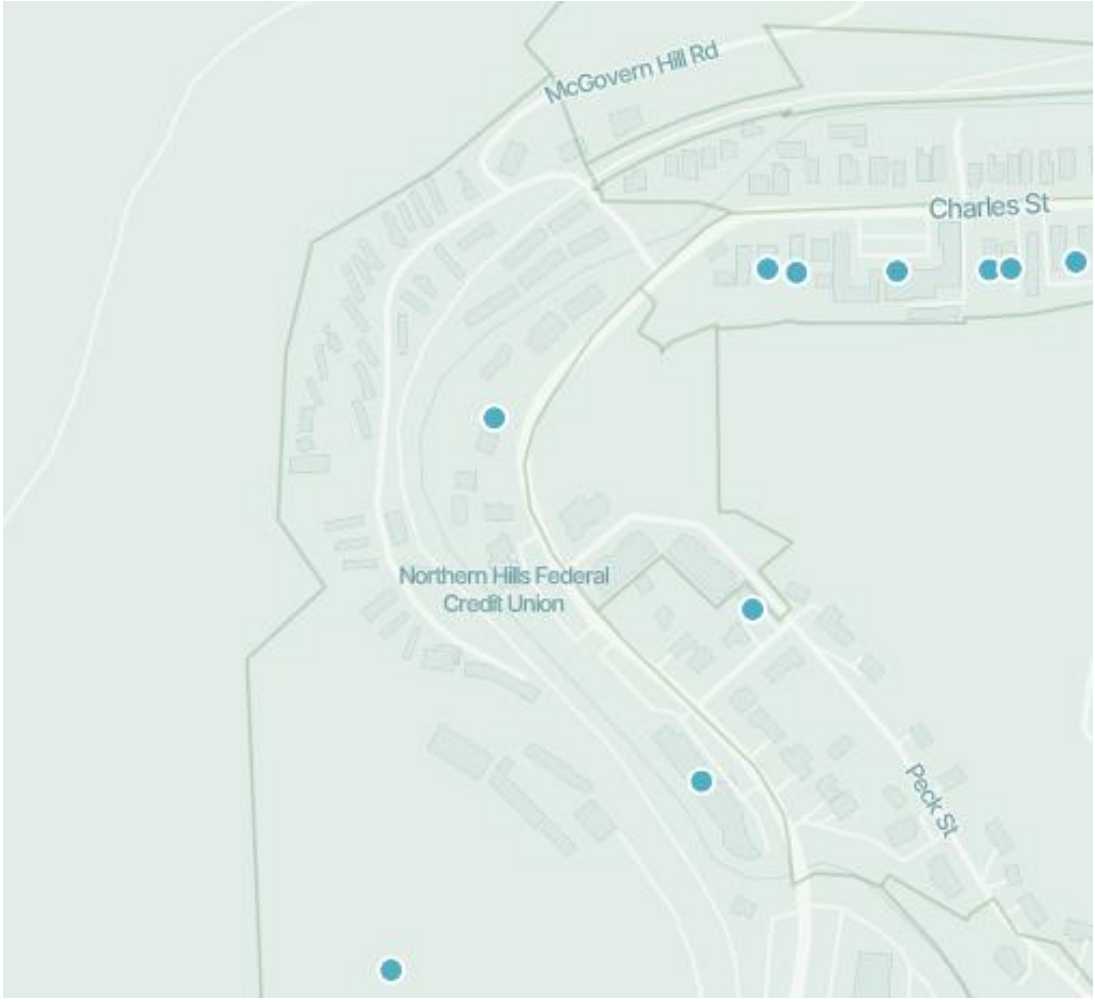 McGovern Hill Rd
Charles St
Northern Hills Federal
Credit Union
Peck St